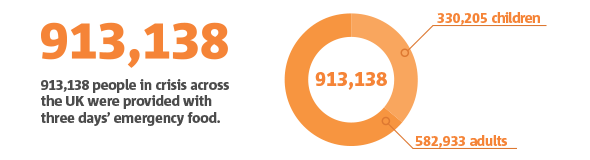 913,138
913,138 people in crisis across
the UK were provided with
three days' emergency food.
913,138
330,205 children
582,933 adults